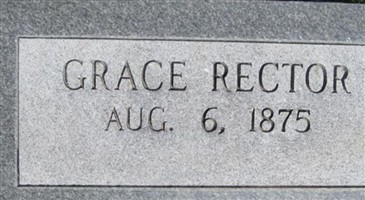 GRACE RECTOR
AUG. 6, 1875